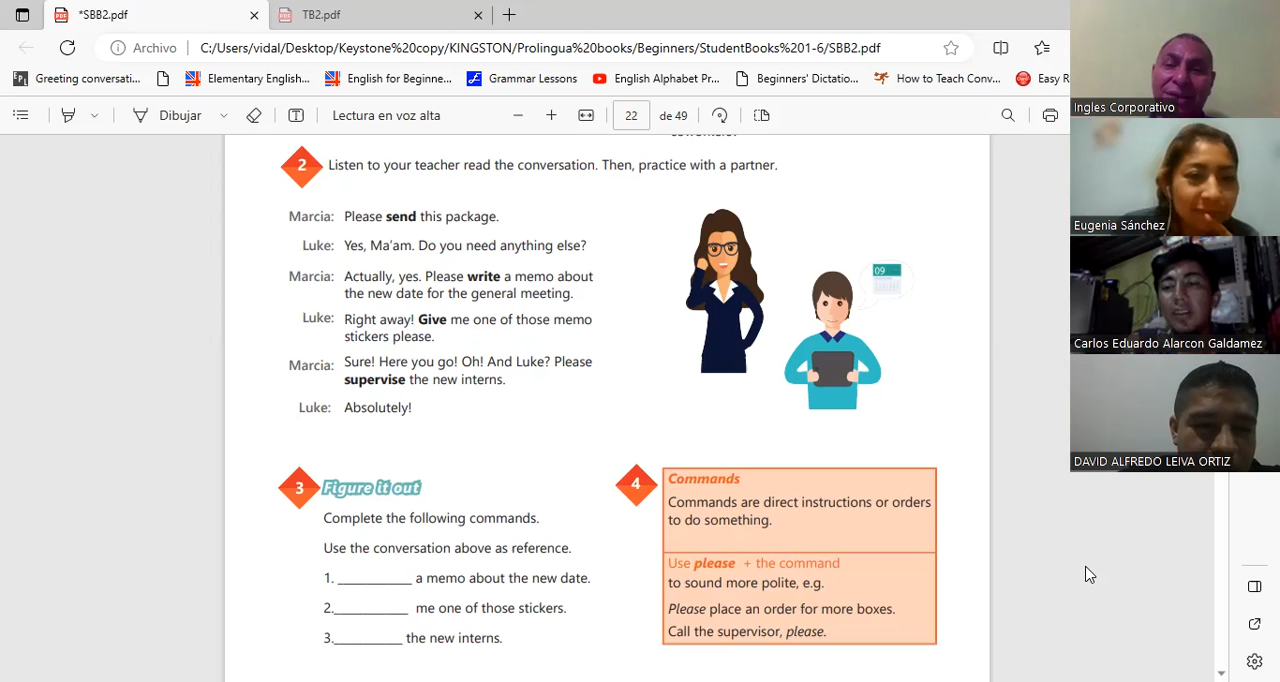 *SBB2.pdf
TB2.pdf
Archivo
C:/Users/vidal/Desktop/Keystone%20copy/KINGSTON/Prolingua%20books/Beginners/StudentBooks%201-6/SBB2.pdf
Greeting conversati...
Elementary English...
English for Beginne...
Grammar Lessons
English Alphabet Pr...
Beginners' Dictatio...
How to Teach Conv...
Easy R
Dibujar
Lectura en voz alta
22
de 49
2 Listen to your teacher read the conversation. Then, practice with a partner.
Marcia: Please send this package.
Luke: Yes, Ma'am. Do you need anything else?
Marcia: Actually, yes. Please write a memo about
the new date for the general meeting.
Luke: Right away! Give me one of those memo
stickers please.
Marcia: Sure! Here you go! Oh! And Luke? Please
supervise the new interns.
Luke: Absolutely!
09
3 Figure it out
Complete the following commands.
Use the conversation above as reference.
1. ___________ a memo about the new date.
2.___________ me one of those stickers.
3.__________ the new interns.
4 Commands
Commands are direct instructions or orders
to do something.
Use please + the command
to sound more polite, e.g.
Please place an order for more boxes.
Call the supervisor, please.
Ingles Corporativo
Eugenia Sánchez
Carlos Eduardo Alarcon Galdamez
DAVID ALFREDO LEIVA ORTIZ